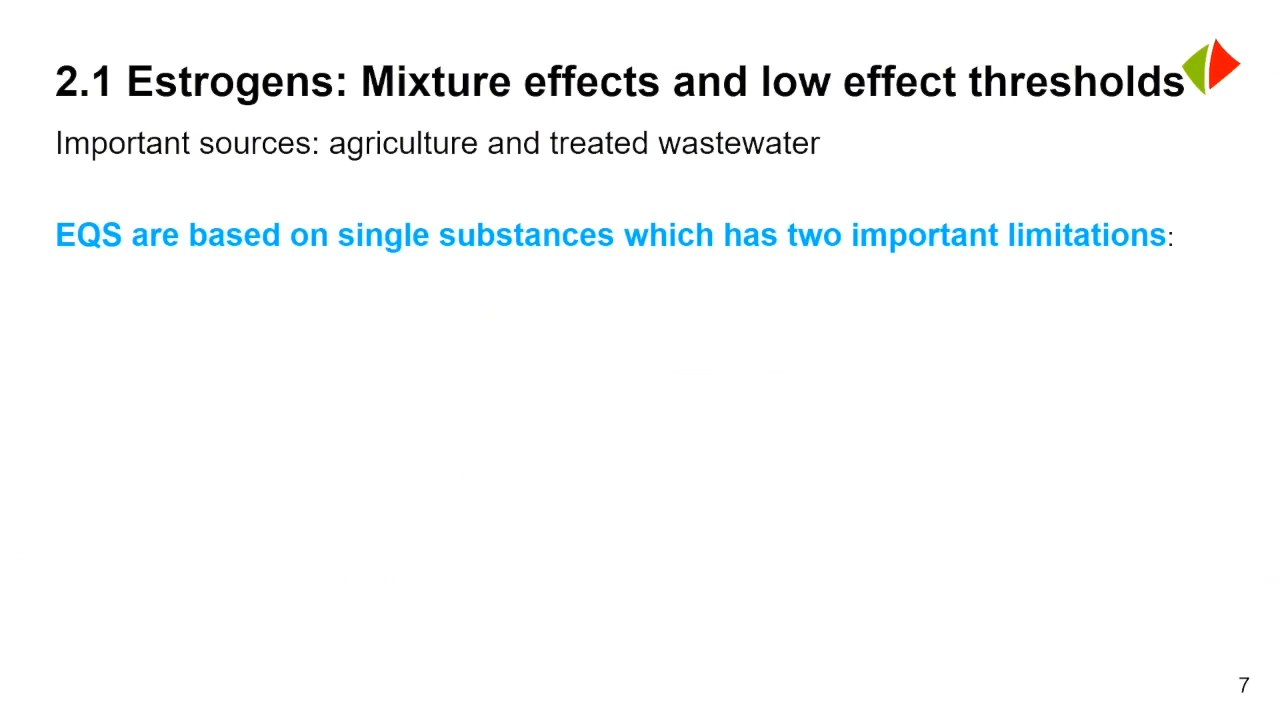 2.1 Estrogens: Mixture effects and low effect thresholds
Important sources: agriculture and treated wastewater
EQS are based on single substances which has two important limitations:
7